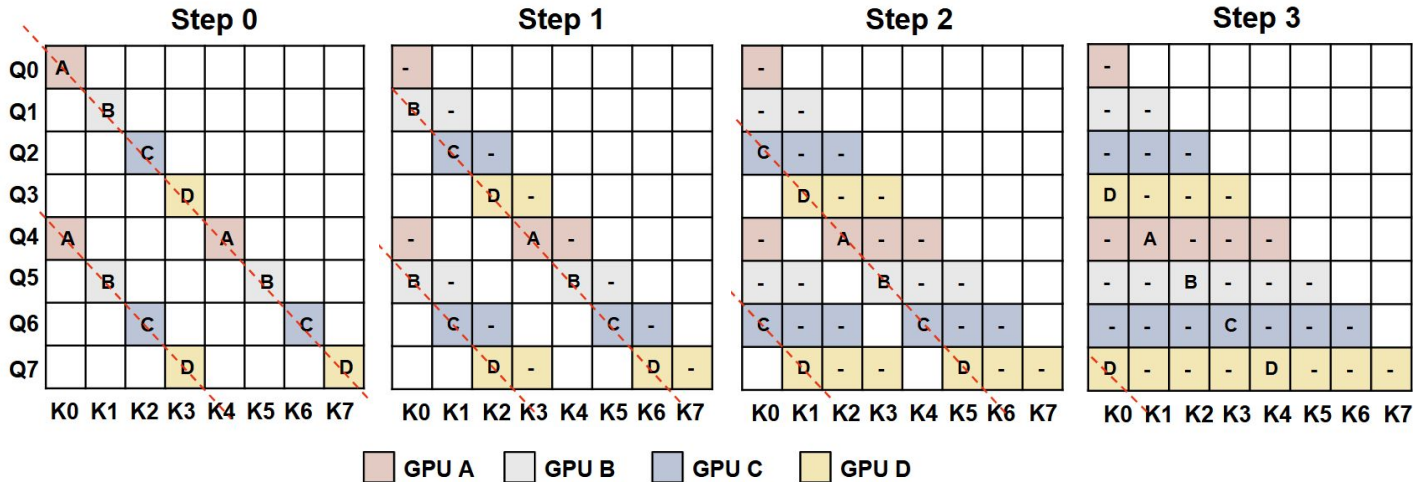 Step 0 Step 1 Step 2 Step 3
Q0 A - - -
Q1 B B - - - - -
Q2 C C - C - - - - -
Q3 D D - D - - D - - -
Q4 A A - A - - A - - - A - - -
Q5 B B B - B - - - B - - - - B - - -
Q6 C C C - C - C - - C - - - - - C - - -
Q7 D D D - D - D - - D - - D - - - D - - -
K0 K1 K2 K3 K4 K5 K6 K7 K0 K1 K2 K3 K4 K5 K6 K7 K0 K1 K2 K3 K4 K5 K6 K7 K0 K1 K2 K3 K4 K5 K6 K7
GPU A GPU B GPU C GPU D